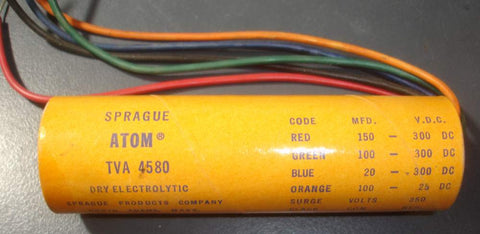 SPRAGUE
ATOM®
TVA 4580
DRY ELECTROLYTIC
SPRAGUE PRODUCTS COMPANY
CODE MFD. V.D.C.
RED 150 — 300 DC
GREEN 100 — 300 DC
BLUE 20 — 300 DC
ORANGE 100 — 25 DC
SURGE VOLTS 350